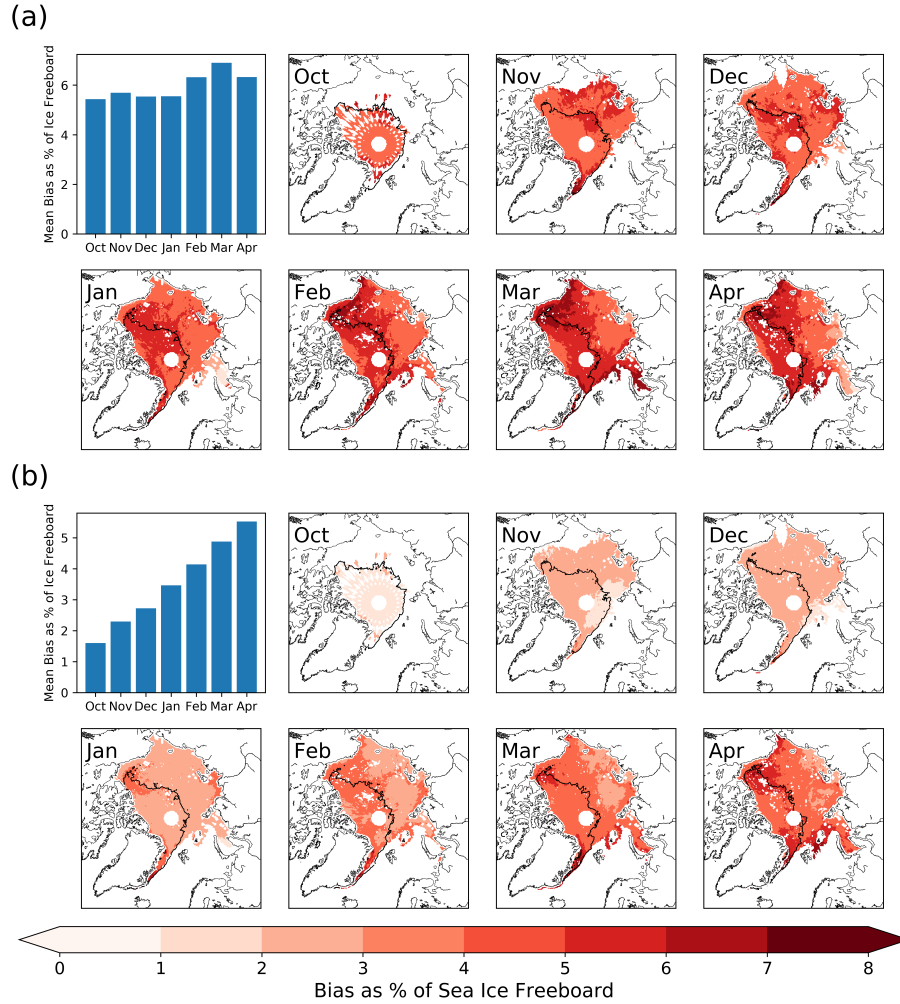 (a)
Mean Bias as % of Ice Freeboard
6
4
2
0
Oct Nov Dec Jan Feb Mar Apr
Oct
Nov
Dec
Jan
Feb
Mar
Apr
(b)
Mean Bias as % of Ice Freeboard
5
4
3
2
1
0
Oct Nov Dec Jan Feb Mar Apr
Oct
Nov
Dec
Jan
Feb
Mar
Apr
0 1 2 3 4 5 6 7 8
Bias as % of Sea Ice Freeboard